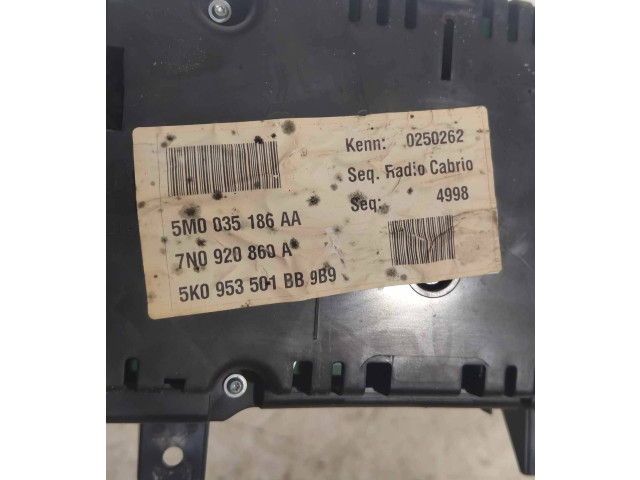 Kenn: 0250262
Seq. Radio Cabrio
Seq: 4998
5M0 035 186 AA
7N0 920 860 A
5K0 953 501 BB 9B9